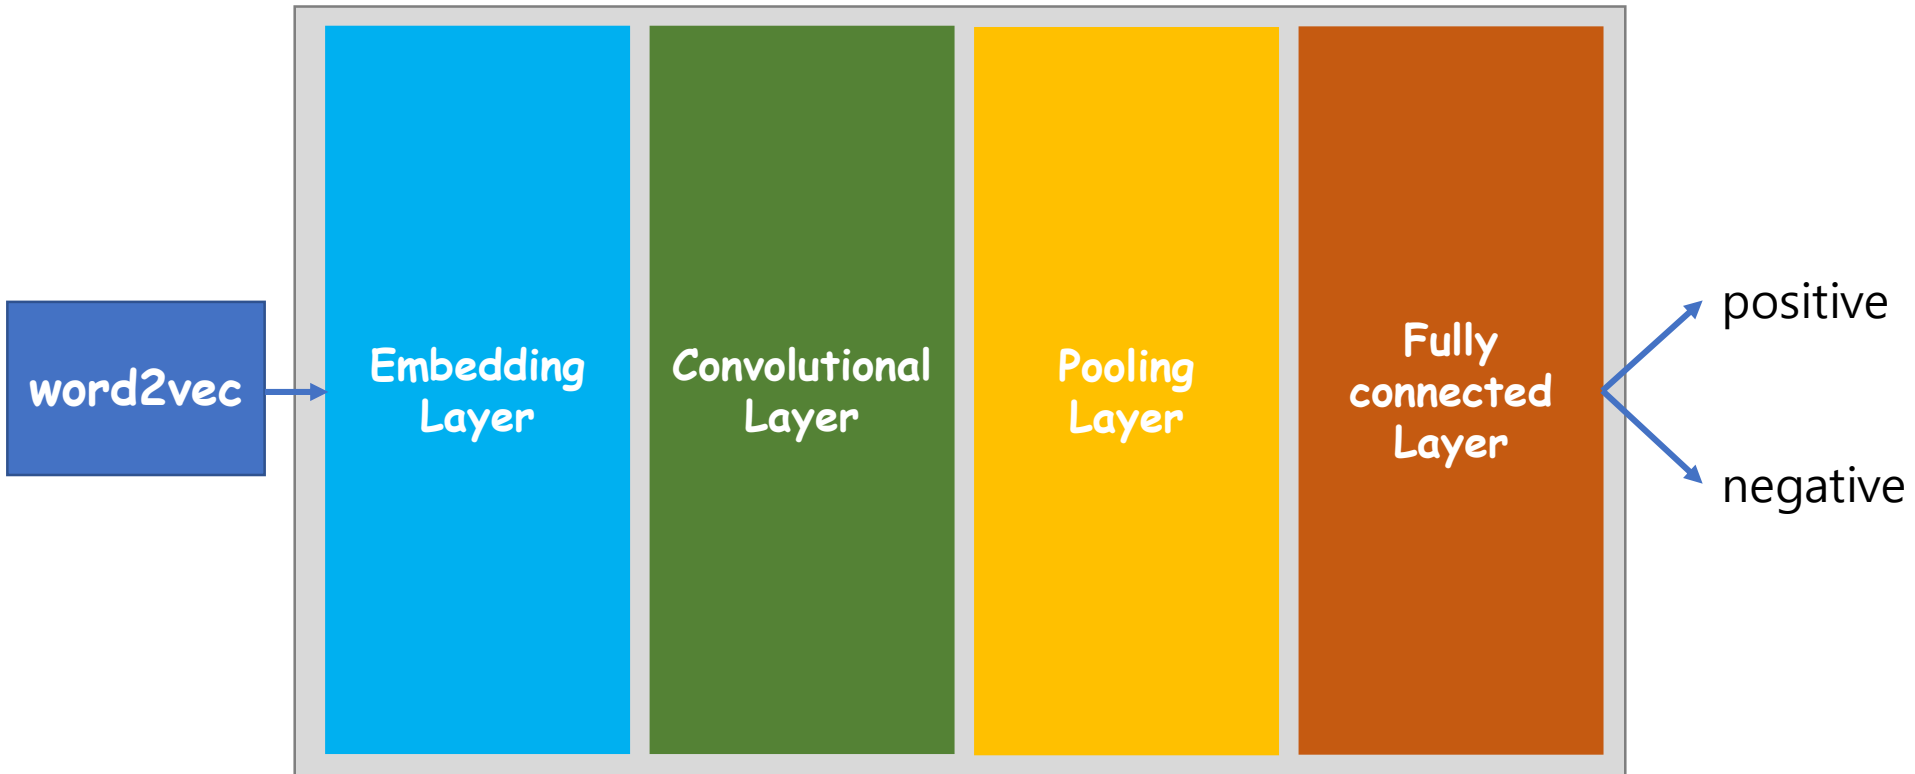 word2vec
Embedding
Layer
Convolutional
Layer
Pooling
Layer
Fully
connected
Layer
positive
negative